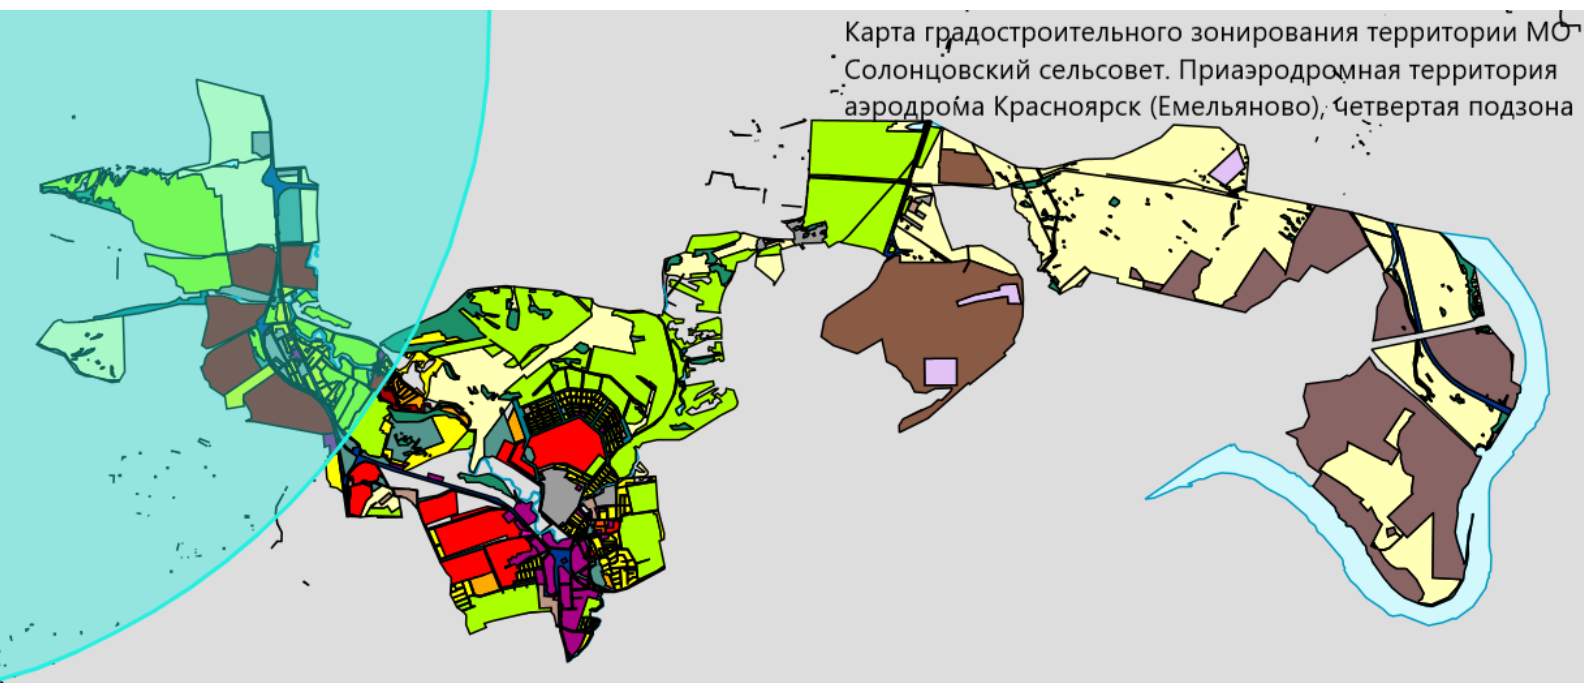 Карта градостроительного зонирования территории МО
Солонцовский сельсовет. Приаэродромная территория
аэродрома Красноярск (Емельяново), четвертая подзона